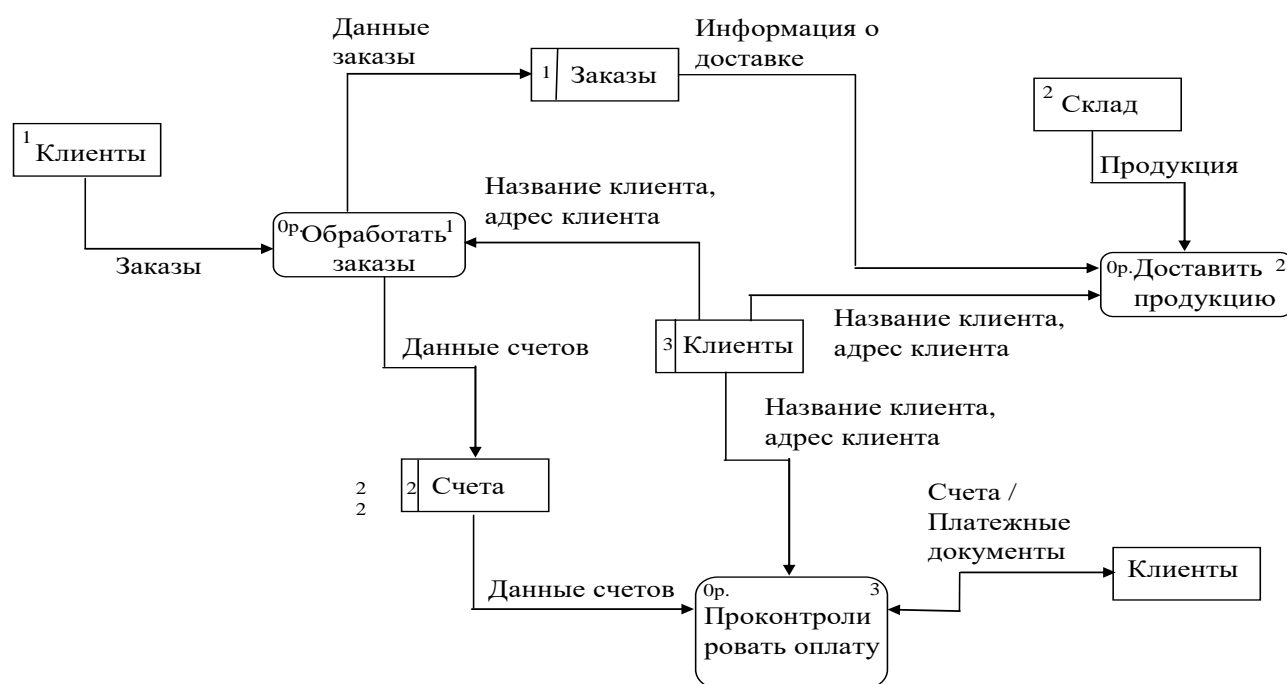 Данные
заказы
Информация о
доставке
1 Заказы
2 Склад
1 Клиенты
Продукция
Название клиента,
адрес клиента
0р. Обработать 1
заказы
Заказы
0р. Доставить 2
продукцию
Название клиента,
адрес клиента
3 Клиенты
Данные счетов
Название клиента,
адрес клиента
2 Счета
2
2
Счета /
Платежные
документы
Клиенты
Данные счетов
0р. 3
Проконтроли
ровать оплату